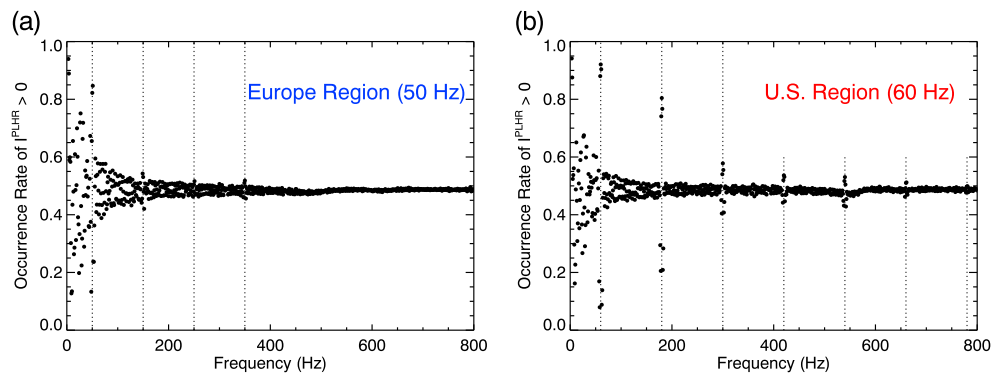 (a)
Europe Region (50 Hz)
Occurrence Rate of I^PLHR > 0
1.0
0.8
0.6
0.4
0.2
0.0
0 200 400 600 800
Frequency (Hz)
(b)
U.S. Region (60 Hz)
Occurrence Rate of I^PLHR > 0
1.0
0.8
0.6
0.4
0.2
0.0
0 200 400 600 800
Frequency (Hz)